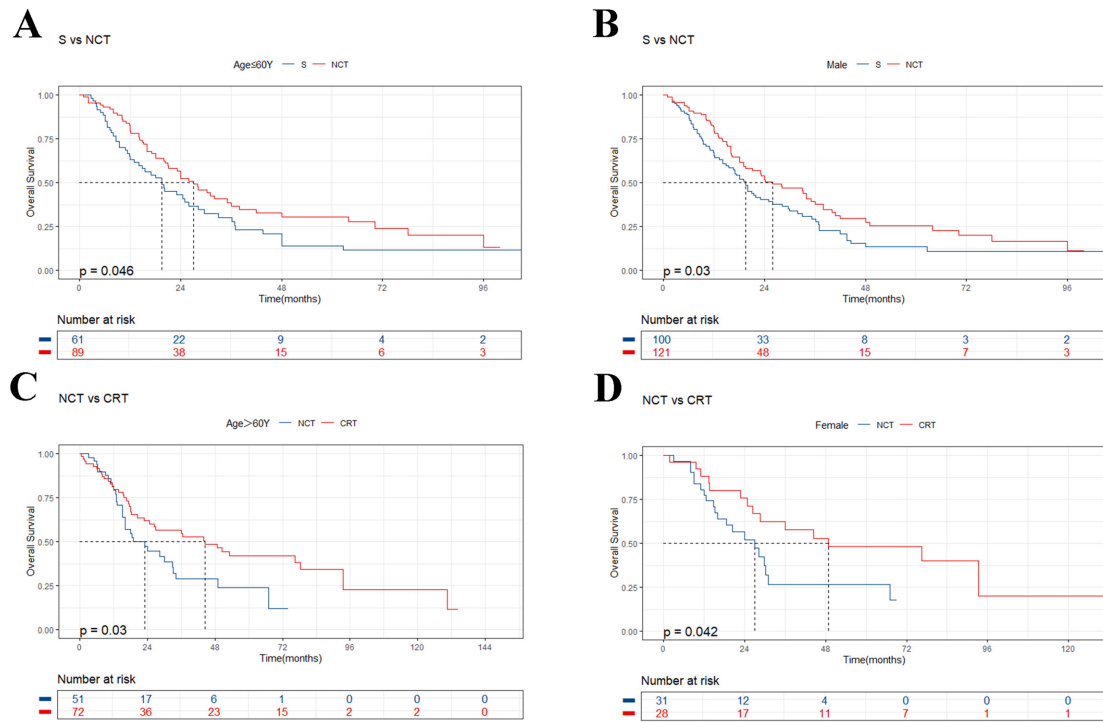 A
S vs NCT
Age≤60Y S NCT
1.00
0.75
0.50
0.25
0.00
Overall Survival
p = 0.046
0 24 48 72 96
Time(months)
Number at risk
61 22 9 4 2
89 38 15 6 3
B
S vs NCT
Male S NCT
1.00
0.75
0.50
0.25
0.00
Overall Survival
p = 0.03
0 24 48 72 96
Time(months)
Number at risk
100 33 8 3 2
121 48 15 7 3
C
NCT vs CRT
Age>60Y NCT CRT
1.00
0.75
0.50
0.25
0.00
Overall Survival
p = 0.03
0 24 48 72 96 120 144
Time(months)
Number at risk
51 17 6 1 0 0 0
72 36 23 15 2 2 0
D
NCT vs CRT
Female NCT CRT
1.00
0.75
0.50
0.25
0.00
Overall Survival
p = 0.042
0 24 48 72 96 120
Time(months)
Number at risk
31 12 4 0 0 0
28 17 11 7 1 1